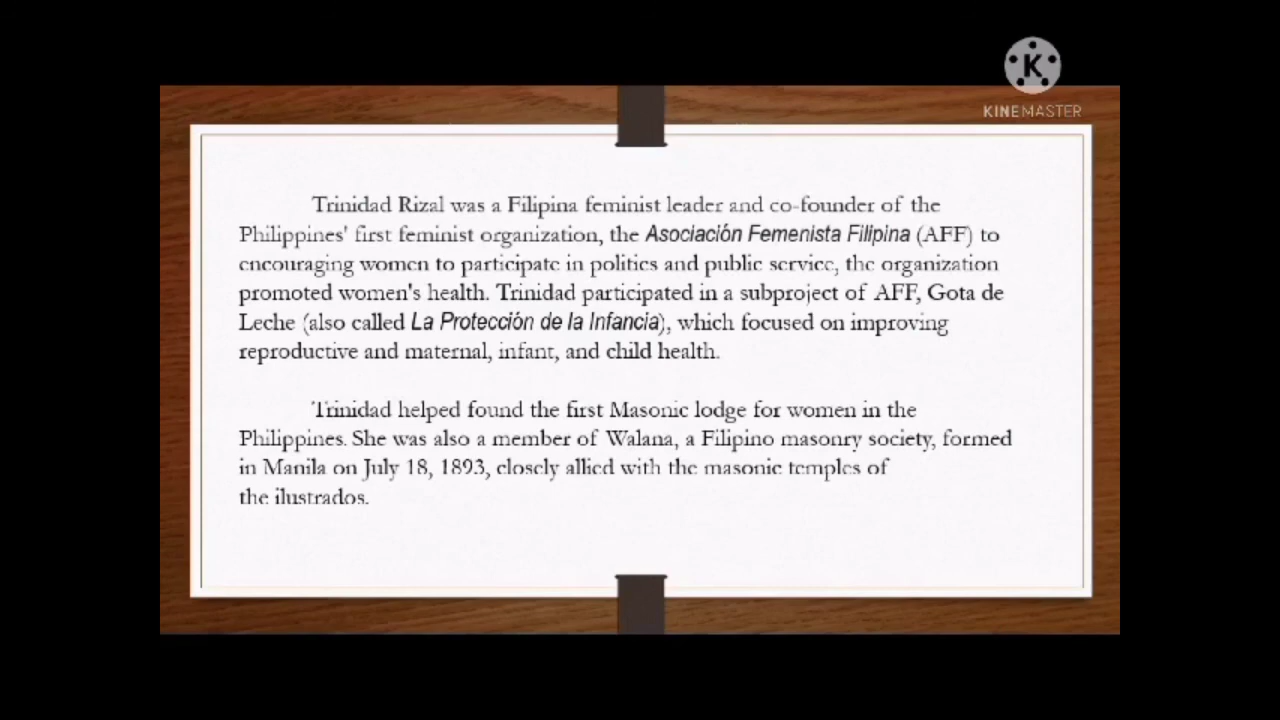 K
KINEMASTER
Trinidad Rizal was a Filipina feminist leader and co-founder of the
Philippines' first feminist organization, the Asociación Femenista Filipina (AFF) to
encouraging women to participate in politics and public service, the organization
promoted women's health. Trinidad participated in a subproject of AFF, Gota de
Leche (also called La Protección de la Infancia), which focused on improving
reproductive and maternal, infant, and child health.
Trinidad helped found the first Masonic lodge for women in the
Philippines. She was also a member of Walana, a Filipino masonry society, formed
in Manila on July 18, 1893, closely allied with the masonic temples of
the ilustrados.